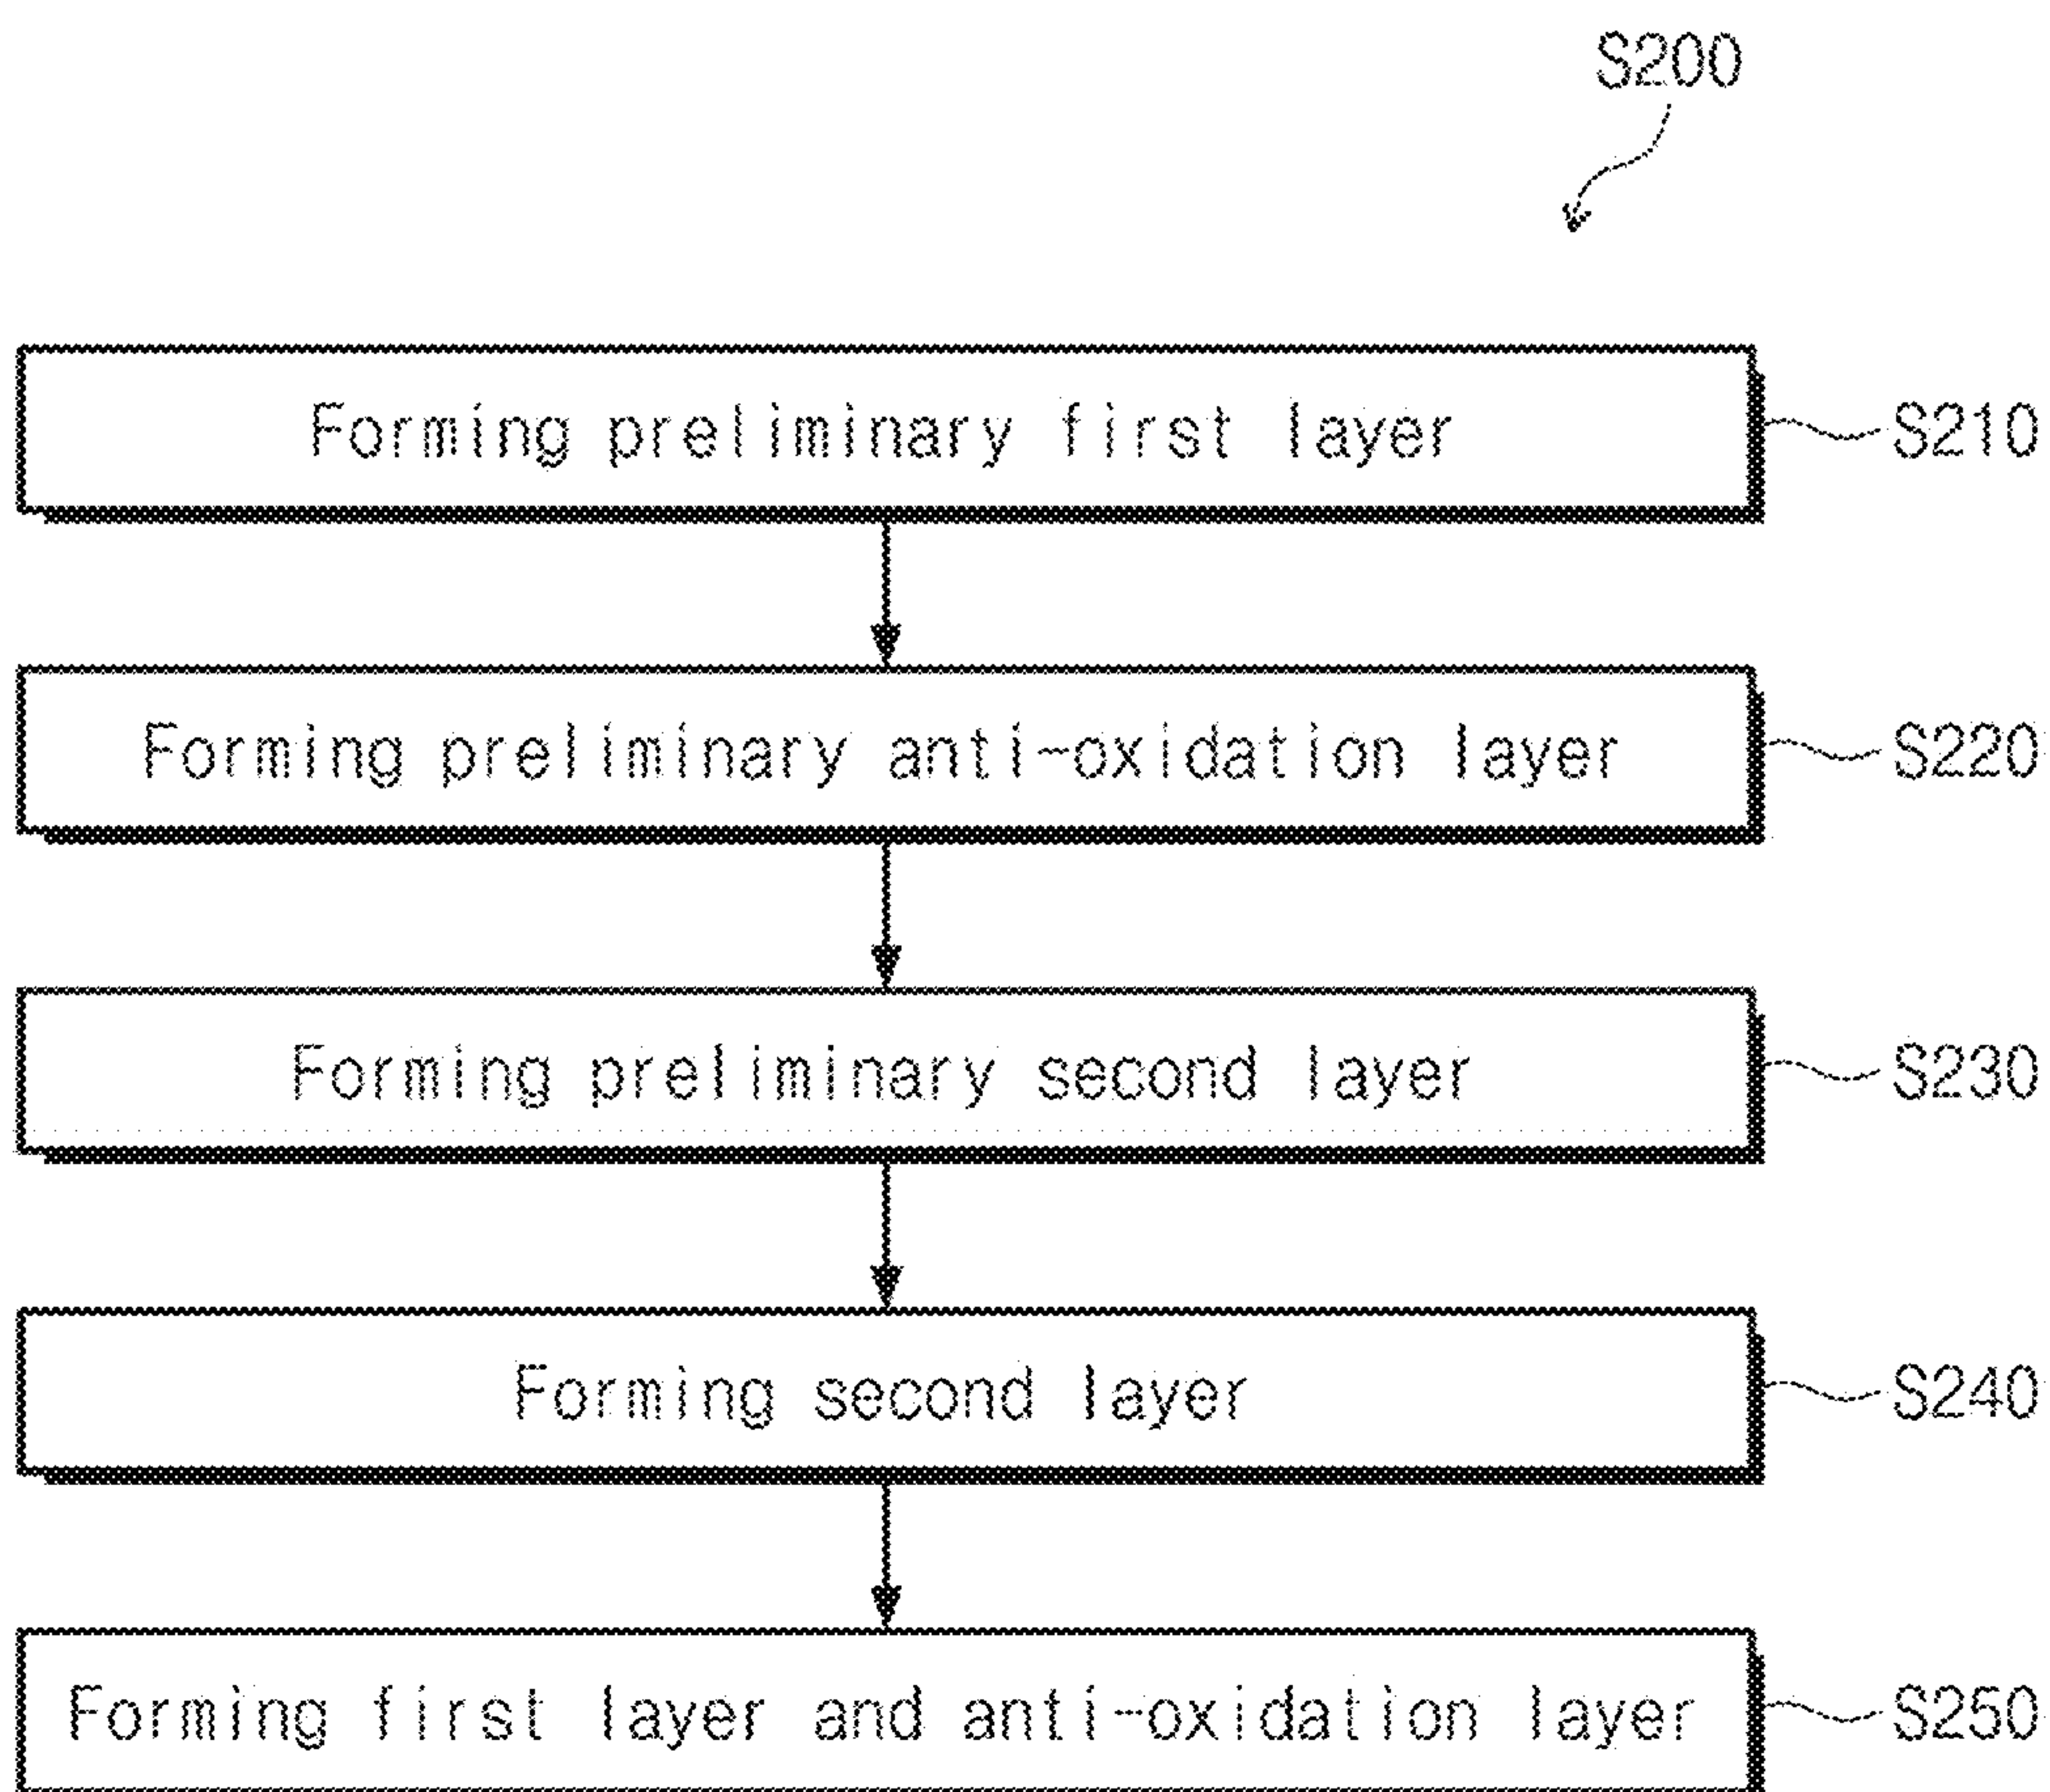 S200
Forming preliminary first layer
S210
Forming preliminary anti-oxidation layer
S220
Forming preliminary second layer
S230
Forming second layer
S240
Forming first layer and anti-oxidation layer
S250